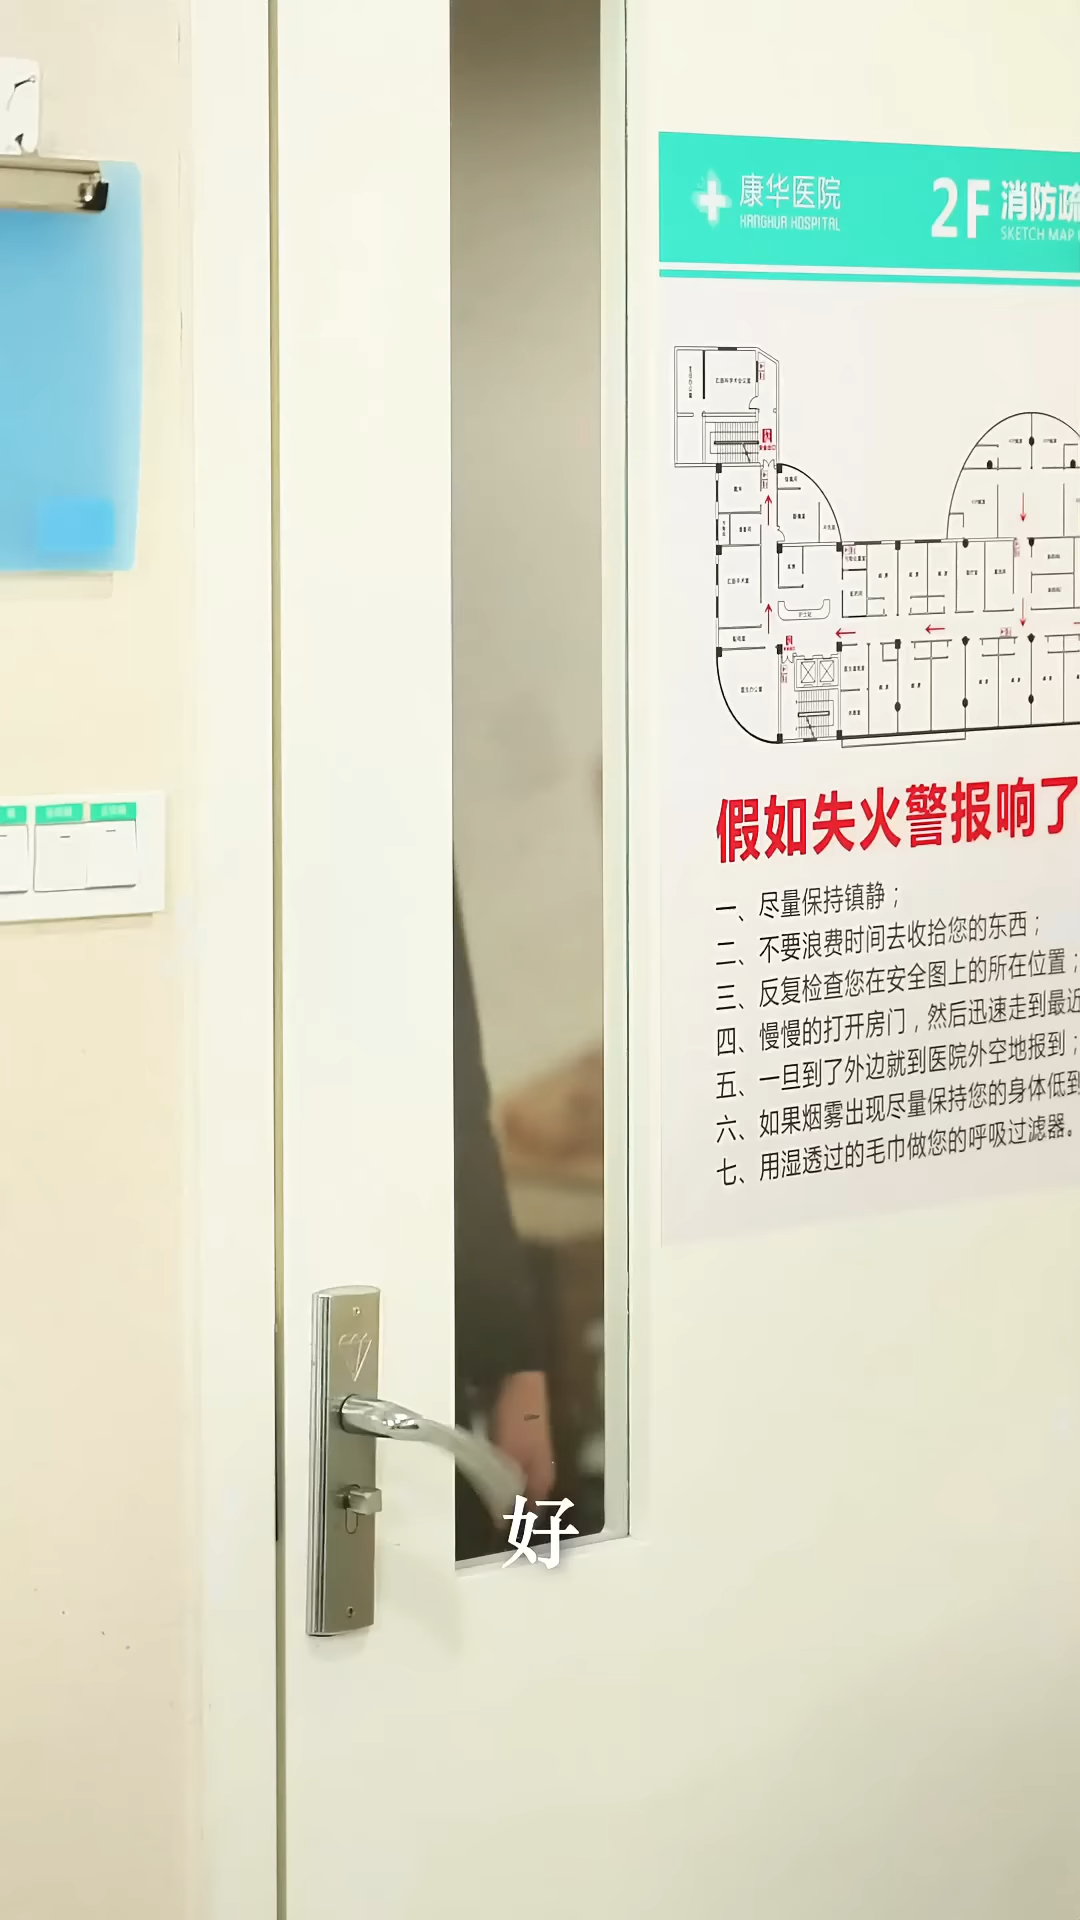 康华医院
KANGHUA HOSPITAL
2F 消防疏
SKETCH MAP
假如失火警报响了
一、尽量保持镇静；
二、不要浪费时间去收拾您的东西；
三、反复检查您在安全图上的所在位置；
四、慢慢的打开房门，然后迅速走到最近
五、一旦到了外边就到医院外空地报到；
六、如果烟雾出现尽量保持您的身体低到
七、用湿透过的毛巾做您的呼吸过滤器。
好